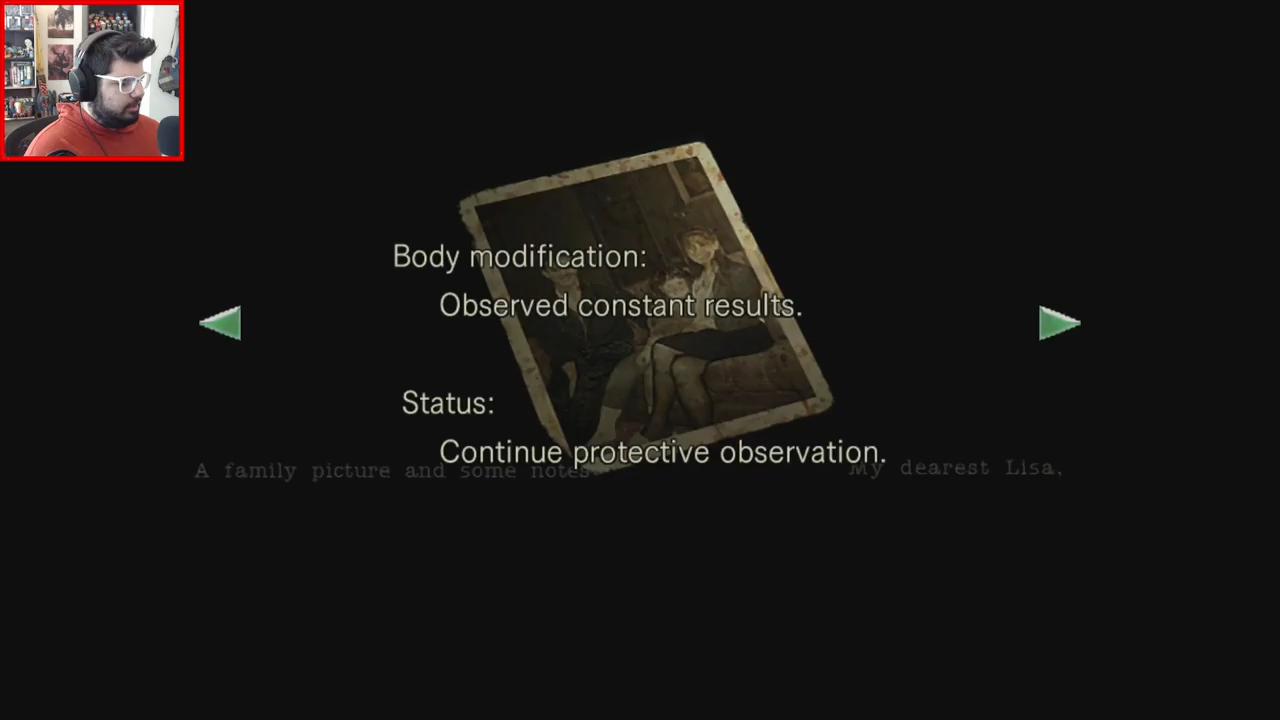 Body modification:
Observed constant results.
Status:
Continue protective observation.
A family picture and some notes
My dearest Lisa,